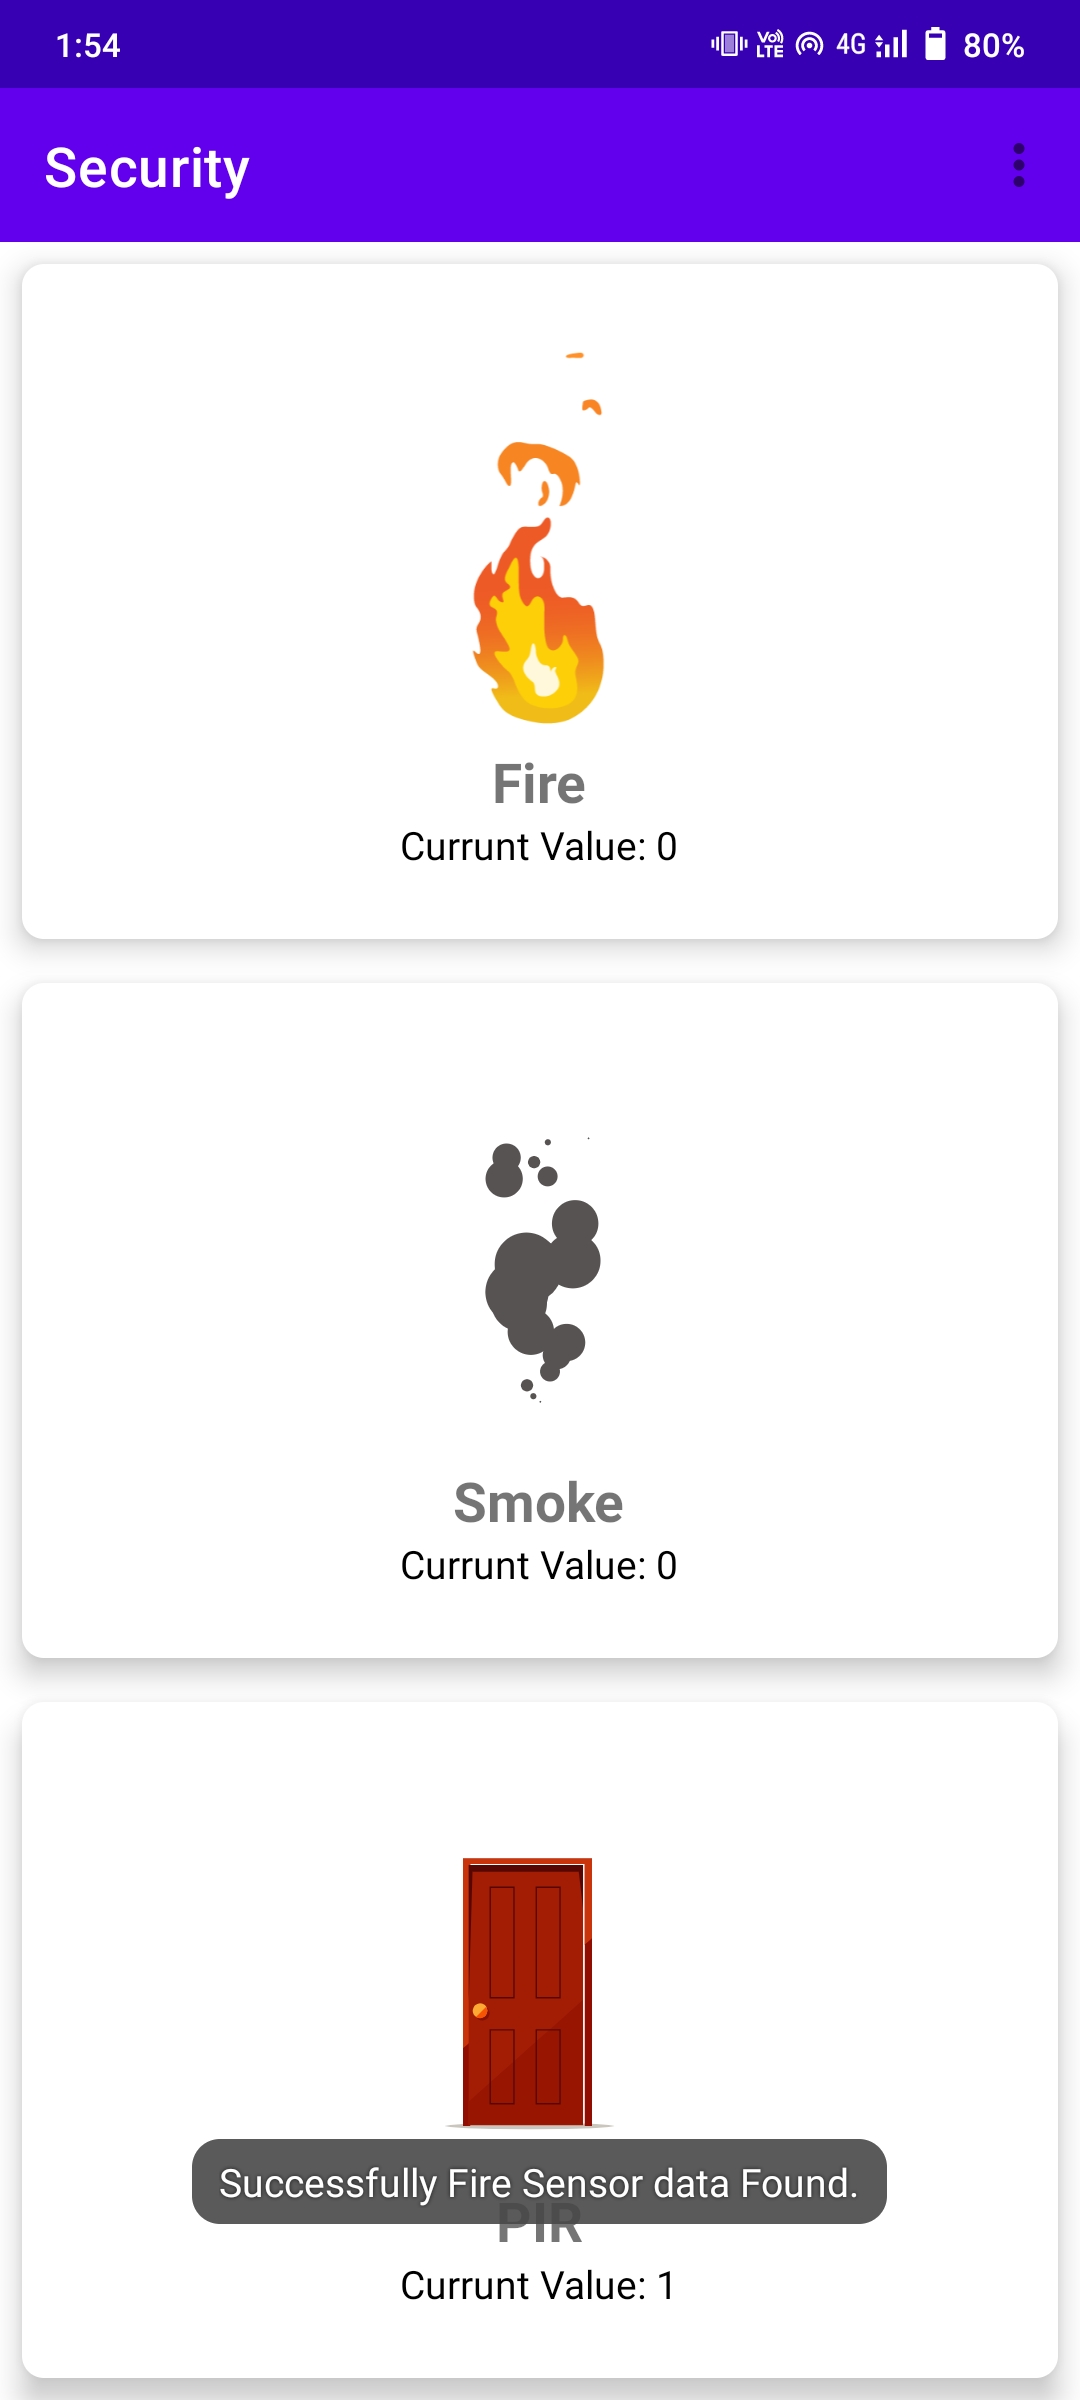 1:54
Vo) LTE 4G 80%
Security
Fire
Currunt Value: 0
Smoke
Currunt Value: 0
Successfully Fire Sensor data Found.
PIR
Currunt Value: 1